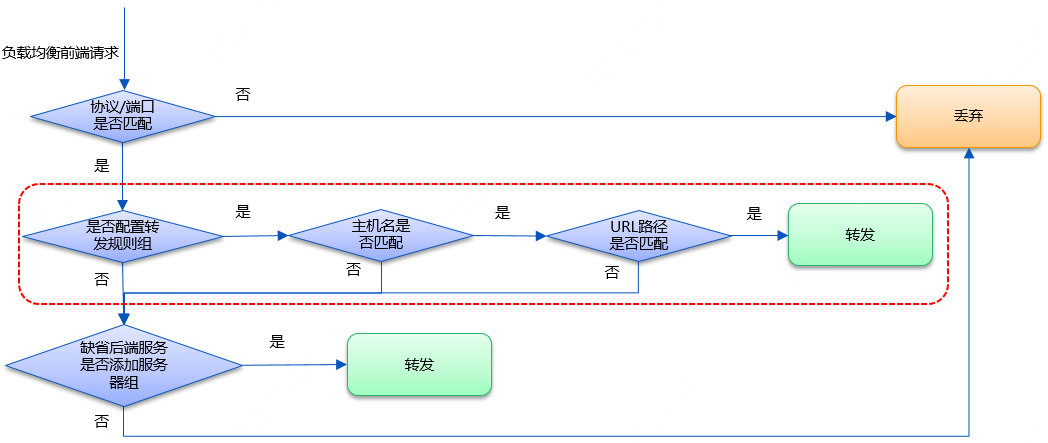 负载均衡前端请求
协议/端口
是否匹配
否
丢弃
是
是否配置转
发规则组
是
主机名是
否匹配
是
URL路径
是否匹配
是
转发
否
否
否
缺省后端服务
是否添加服务
器组
是
转发
否